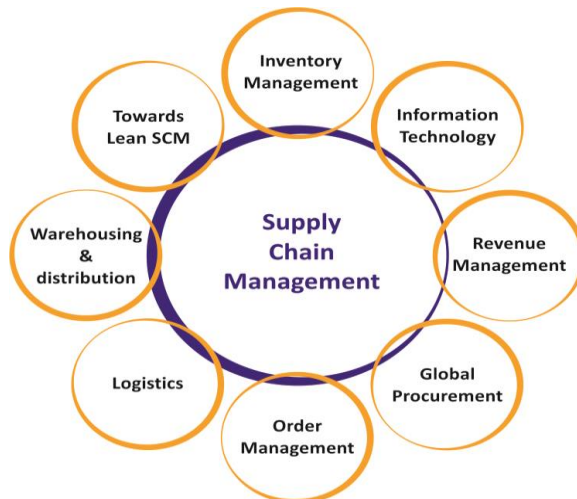 Inventory
Management
Information
Technology
Revenue
Management
Global
Procurement
Order
Management
Logistics
Warehousing
&
distribution
Towards
Lean SCM
Supply
Chain
Management